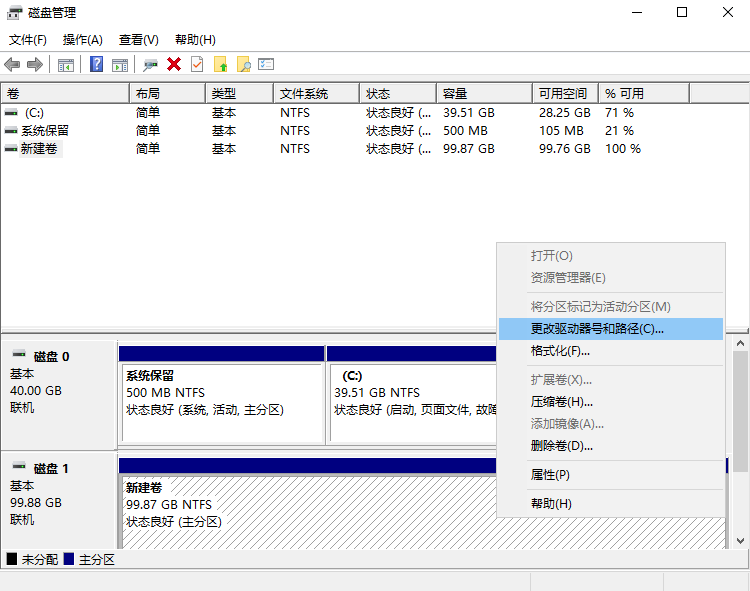 磁盘管理
文件(F) 操作(A) 查看(V) 帮助(H)
卷 布局 类型 文件系统 状态 容量 可用空间 % 可用
(C:) 简单 基本 NTFS 状态良好 (... 39.51 GB 28.25 GB 71 %
系统保留 简单 基本 NTFS 状态良好 (... 500 MB 105 MB 21 %
新建卷 简单 基本 NTFS 状态良好 (... 99.87 GB 99.76 GB 100 %
打开(O)
资源管理器(E)
将分区标记为活动分区(M)
更改驱动器号和路径(C)...
格式化(F)...
扩展卷(X)...
压缩卷(H)...
添加镜像(A)...
删除卷(D)...
属性(P)
帮助(H)
磁盘 0
基本
40.00 GB
联机
系统保留
500 MB NTFS
状态良好 (系统, 活动, 主分区)
(C:)
39.51 GB NTFS
状态良好 (启动, 页面文件, 故障
磁盘 1
基本
99.88 GB
联机
新建卷
99.87 GB NTFS
状态良好 (主分区)
未分配 主分区